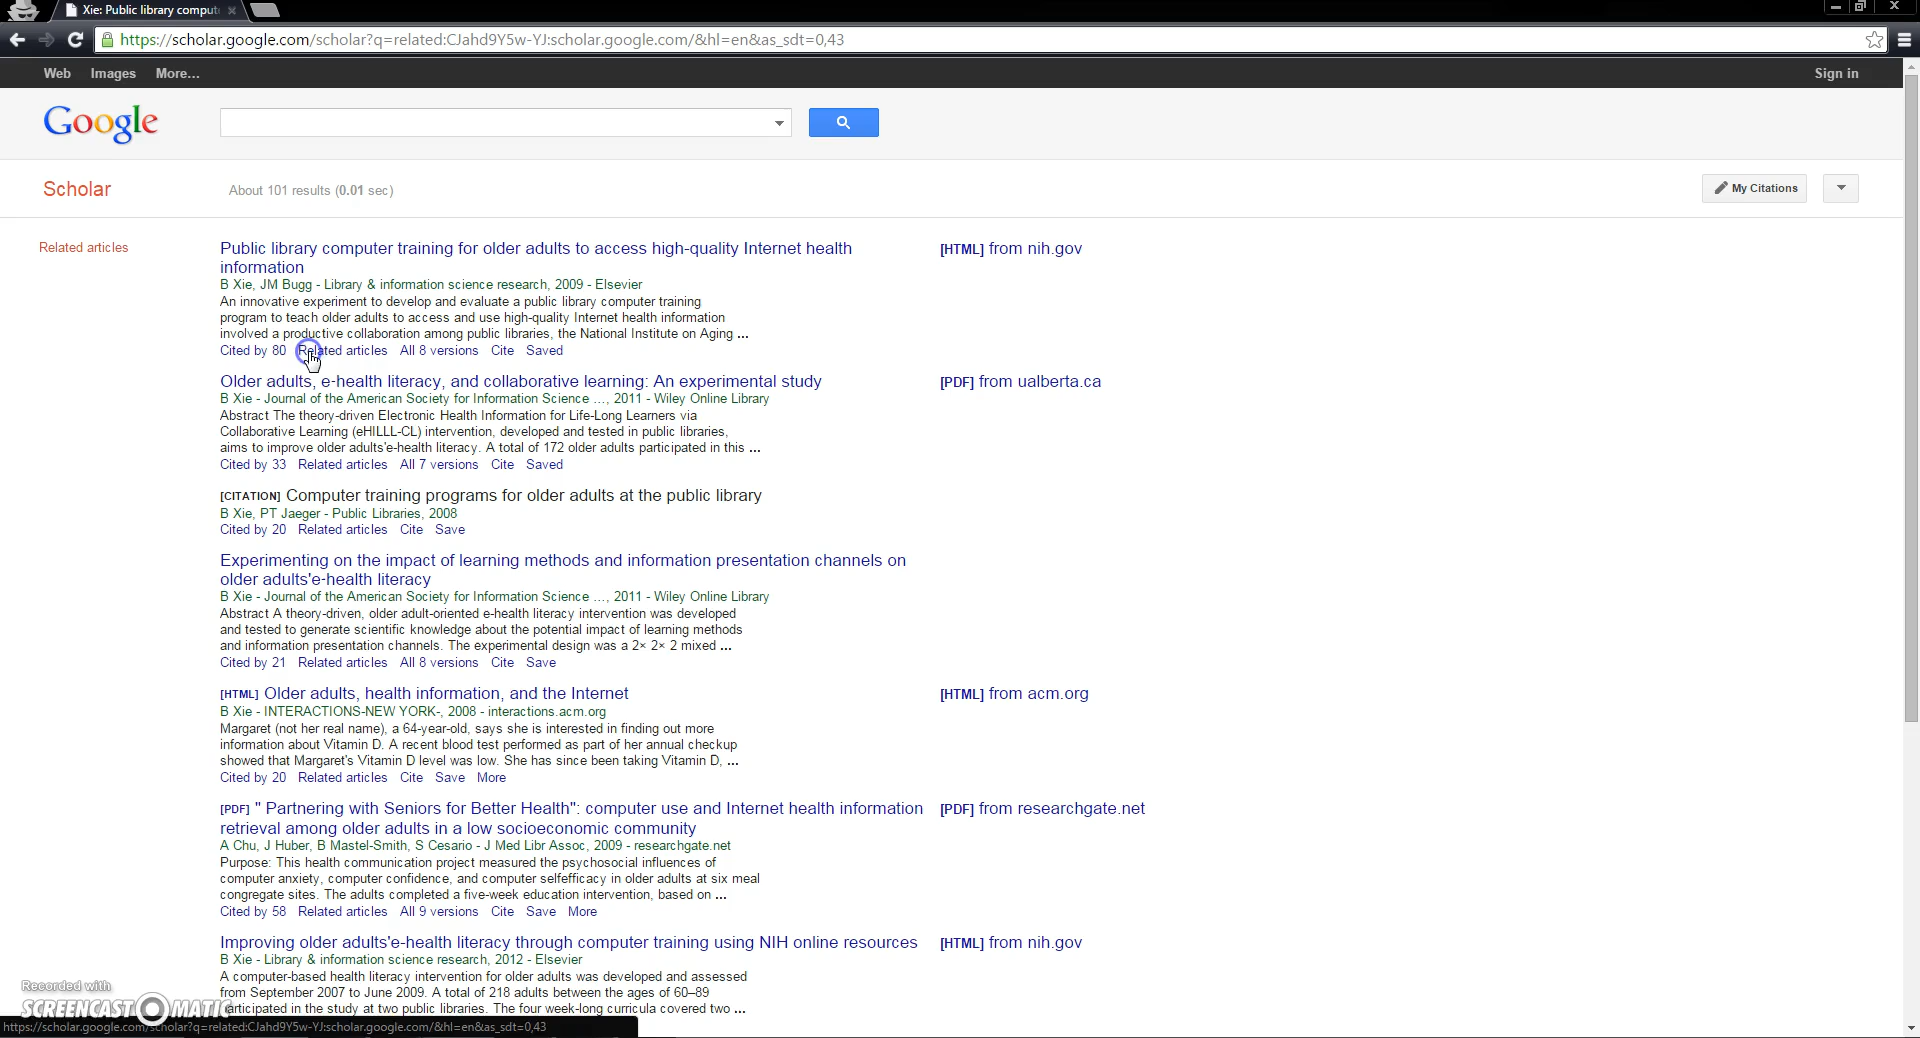 Xie: Public library compute
https://scholar.google.com/scholar?q=related:CJahd9Y5w-YJ:scholar.google.com/&hl=en&as_sdt=0,43
Web Images More... Sign in
Google
Scholar About 101 results (0.01 sec) My Citations
Related articles
Public library computer training for older adults to access high-quality Internet health [HTML] from nih.gov
information
B Xie, JM Bugg - Library & information science research, 2009 - Elsevier
An innovative experiment to develop and evaluate a public library computer training
program to teach older adults to access and use high-quality Internet health information
involved a productive collaboration among public libraries, the National Institute on Aging ...
Cited by 80 Related articles All 8 versions Cite Saved
Older adults, e-health literacy, and collaborative learning: An experimental study [PDF] from ualberta.ca
B Xie - Journal of the American Society for Information Science ..., 2011 - Wiley Online Library
Abstract The theory-driven Electronic Health Information for Life-Long Learners via
Collaborative Learning (eHILLL-CL) intervention, developed and tested in public libraries,
aims to improve older adults'e-health literacy. A total of 172 older adults participated in this ...
Cited by 33 Related articles All 7 versions Cite Saved
[CITATION] Computer training programs for older adults at the public library
B Xie, PT Jaeger - Public Libraries, 2008
Cited by 20 Related articles Cite Save
Experimenting on the impact of learning methods and information presentation channels on
older adults'e-health literacy
B Xie - Journal of the American Society for Information Science ..., 2011 - Wiley Online Library
Abstract A theory-driven, older adult-oriented e-health literacy intervention was developed
and tested to generate scientific knowledge about the potential impact of learning methods
and information presentation channels. The experimental design was a 2× 2× 2 mixed ...
Cited by 21 Related articles All 8 versions Cite Save
[HTML] Older adults, health information, and the Internet [HTML] from acm.org
B Xie - INTERACTIONS-NEW YORK-, 2008 - interactions.acm.org
Margaret (not her real name), a 64-year-old, says she is interested in finding out more
information about Vitamin D. A recent blood test performed as part of her annual checkup
showed that Margaret's Vitamin D level was low. She has since been taking Vitamin D, ...
Cited by 20 Related articles Cite Save More
[PDF] " Partnering with Seniors for Better Health": computer use and Internet health information [PDF] from researchgate.net
retrieval among older adults in a low socioeconomic community
A Chu, J Huber, B Mastel-Smith, S Cesario - J Med Libr Assoc, 2009 - researchgate.net
Purpose: This health communication project measured the psychosocial influences of
computer anxiety, computer confidence, and computer selfefficacy in older adults at six meal
congregate sites. The adults completed a five-week education intervention, based on ...
Cited by 58 Related articles All 9 versions Cite Save More
Improving older adults'e-health literacy through computer training using NIH online resources [HTML] from nih.gov
B Xie - Library & information science research, 2012 - Elsevier
A computer-based health literacy intervention for older adults was developed and assessed
from September 2007 to June 2009. A total of 218 adults between the ages of 60–89
participated in the study at two public libraries. The four week-long curricula covered two ...
Recorded with
SCREENCAST-O-MATIC
https://scholar.google.com/scholar?q=related:CJahd9Y5w-YJ:scholar.google.com/&hl=en&as_sdt=0,43